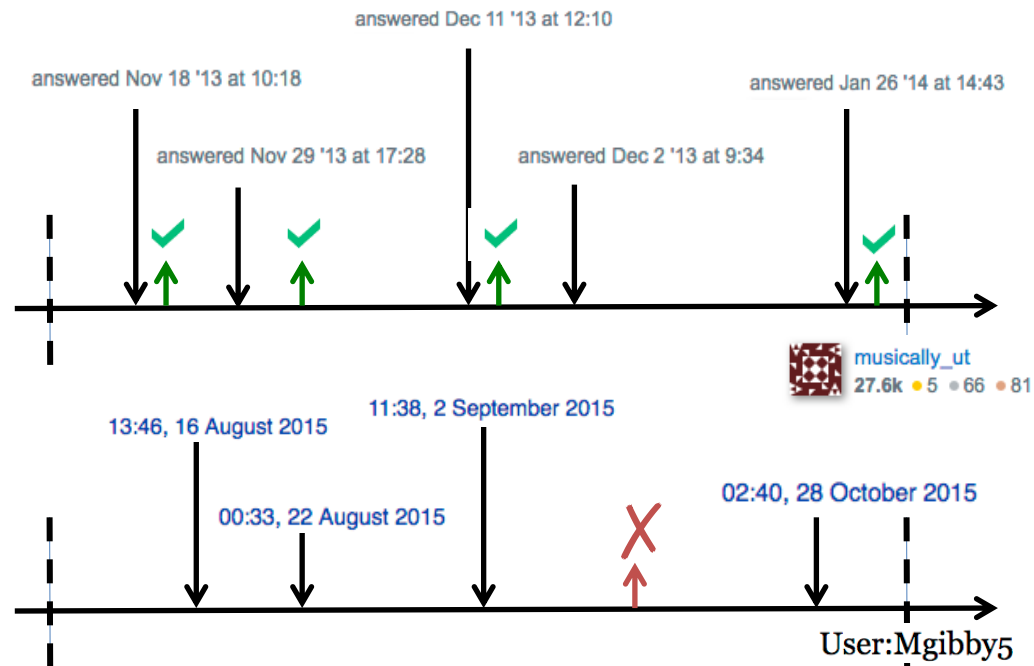 answered Dec 11 '13 at 12:10
answered Nov 18 '13 at 10:18
answered Jan 26 '14 at 14:43
answered Nov 29 '13 at 17:28
answered Dec 2 '13 at 9:34
musically_ut
27.6k 5 66 81
11:38, 2 September 2015
13:46, 16 August 2015
02:40, 28 October 2015
00:33, 22 August 2015
User:Mgibby5